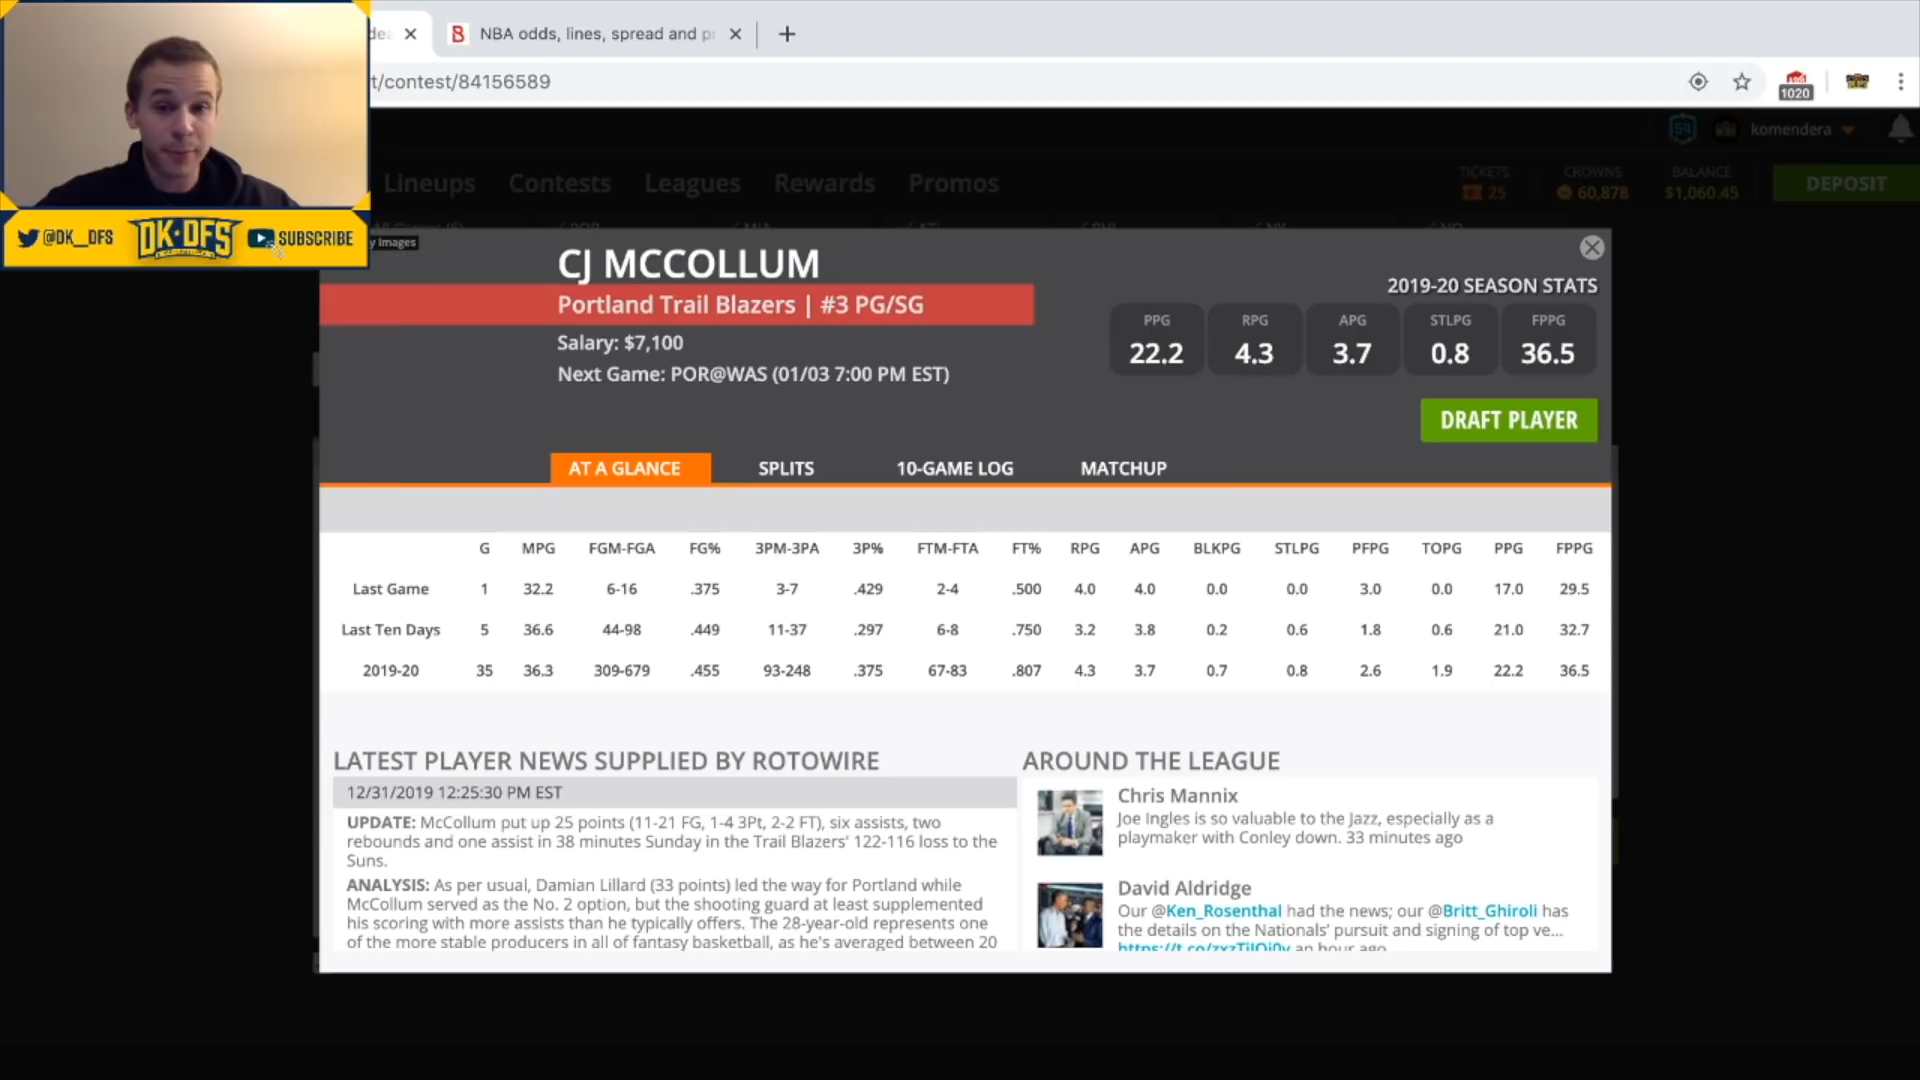 NBA odds, lines, spread and p
t/contest/84156589
1020
komendera
Lineups
Contests
Leagues
Rewards
Promos
TICKETS
25
CROWNS
60,878
BALANCE
$1,060.45
DEPOSIT
@DK__DFS
DK•DFS
SUBSCRIBE
y Images
CJ MCCOLLUM
Portland Trail Blazers | #3 PG/SG
Salary: $7,100
Next Game: POR@WAS (01/03 7:00 PM EST)
2019-20 SEASON STATS
PPG RPG APG STLPG FPPG
22.2 4.3 3.7 0.8 36.5
DRAFT PLAYER
AT A GLANCE SPLITS 10-GAME LOG MATCHUP
G MPG FGM-FGA FG% 3PM-3PA 3P% FTM-FTA FT% RPG APG BLKPG STLPG PFPG TOPG PPG FPPG
Last Game 1 32.2 6-16 .375 3-7 .429 2-4 .500 4.0 4.0 0.0 0.0 3.0 0.0 17.0 29.5
Last Ten Days 5 36.6 44-98 .449 11-37 .297 6-8 .750 3.2 3.8 0.2 0.6 1.8 0.6 21.0 32.7
2019-20 35 36.3 309-679 .455 93-248 .375 67-83 .807 4.3 3.7 0.7 0.8 2.6 1.9 22.2 36.5
LATEST PLAYER NEWS SUPPLIED BY ROTOWIRE
12/31/2019 12:25:30 PM EST
UPDATE: McCollum put up 25 points (11-21 FG, 1-4 3Pt, 2-2 FT), six assists, two
rebounds and one assist in 38 minutes Sunday in the Trail Blazers' 122-116 loss to the
Suns.
ANALYSIS: As per usual, Damian Lillard (33 points) led the way for Portland while
McCollum served as the No. 2 option, but the shooting guard at least supplemented
his scoring with more assists than he typically offers. The 28-year-old represents one
of the more stable producers in all of fantasy basketball, as he's averaged between 20
AROUND THE LEAGUE
Chris Mannix
Joe Ingles is so valuable to the Jazz, especially as a
playmaker with Conley down. 33 minutes ago
David Aldridge
Our @Ken_Rosenthal had the news; our @Britt_Ghiroli has
the details on the Nationals' pursuit and signing of top ve...
an hour ago